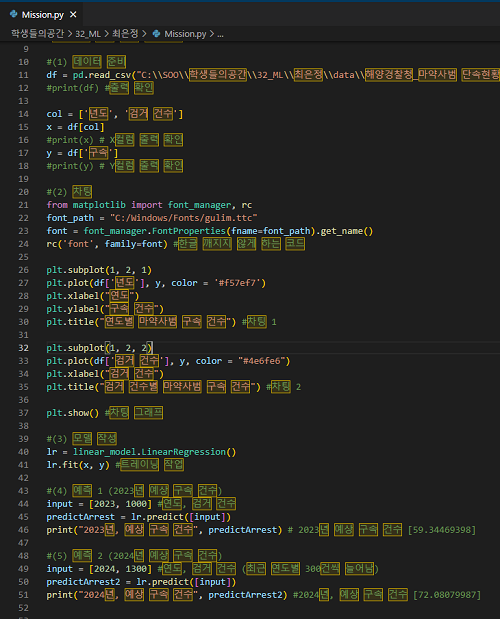 Mission.py
학생들의공간 > 32_ML > 최은정 > Mission.py > ...
9
10 #(1) 데이터 준비
11 df = pd.read_csv("C:\\SOO\\학생들의공간\\32_ML\\최은정\\data\\해양경찰청_마약사범 단속현황
12 #print(df) #출력 확인
13
14 col = ['년도', '검거 건수']
15 x = df[col]
16 #print(x) # X컬럼 출력 확인
17 y = df['구속']
18 #print(y) # Y컬럼 출력 확인
19
20 #(2) 차팅
21 from matplotlib import font_manager, rc
22 font_path = "C:/Windows/Fonts/gulim.ttc"
23 font = font_manager.FontProperties(fname=font_path).get_name()
24 rc('font', family=font) #한글 깨지지 않게 하는 코드
25
26 plt.subplot(1, 2, 1)
27 plt.plot(df['년도'], y, color = '#f57ef7')
28 plt.xlabel("연도")
29 plt.ylabel("구속 건수")
30 plt.title("연도별 마약사범 구속 건수") #차팅 1
31
32 plt.subplot(1, 2, 2)
33 plt.plot(df['검거 건수'], y, color = "#4e6fe6")
34 plt.xlabel("검거 건수")
35 plt.title("검거 건수별 마약사범 구속 건수") #차팅 2
36
37 plt.show() #차팅 그래프
38
39 #(3) 모델 작성
40 lr = linear_model.LinearRegression()
41 lr.fit(x, y) #트레이닝 작업
42
43 #(4) 예측 1 (2023년 예상 구속 건수)
44 input = [2023, 1000] #연도, 검거 건수
45 predictArrest = lr.predict([input])
46 print("2023년, 예상 구속 건수", predictArrest) # 2023년 예상 구속 건수 [59.34469398]
47
48 #(5) 예측 2 (2024년 예상 구속 건수)
49 input = [2024, 1300] #연도, 검거 건수 (최근 연도별 300건씩 늘어남)
50 predictArrest2 = lr.predict([input])
51 print("2024년, 예상 구속 건수", predictArrest2) #2024년, 예상 구속 건수 [72.08079987]
52